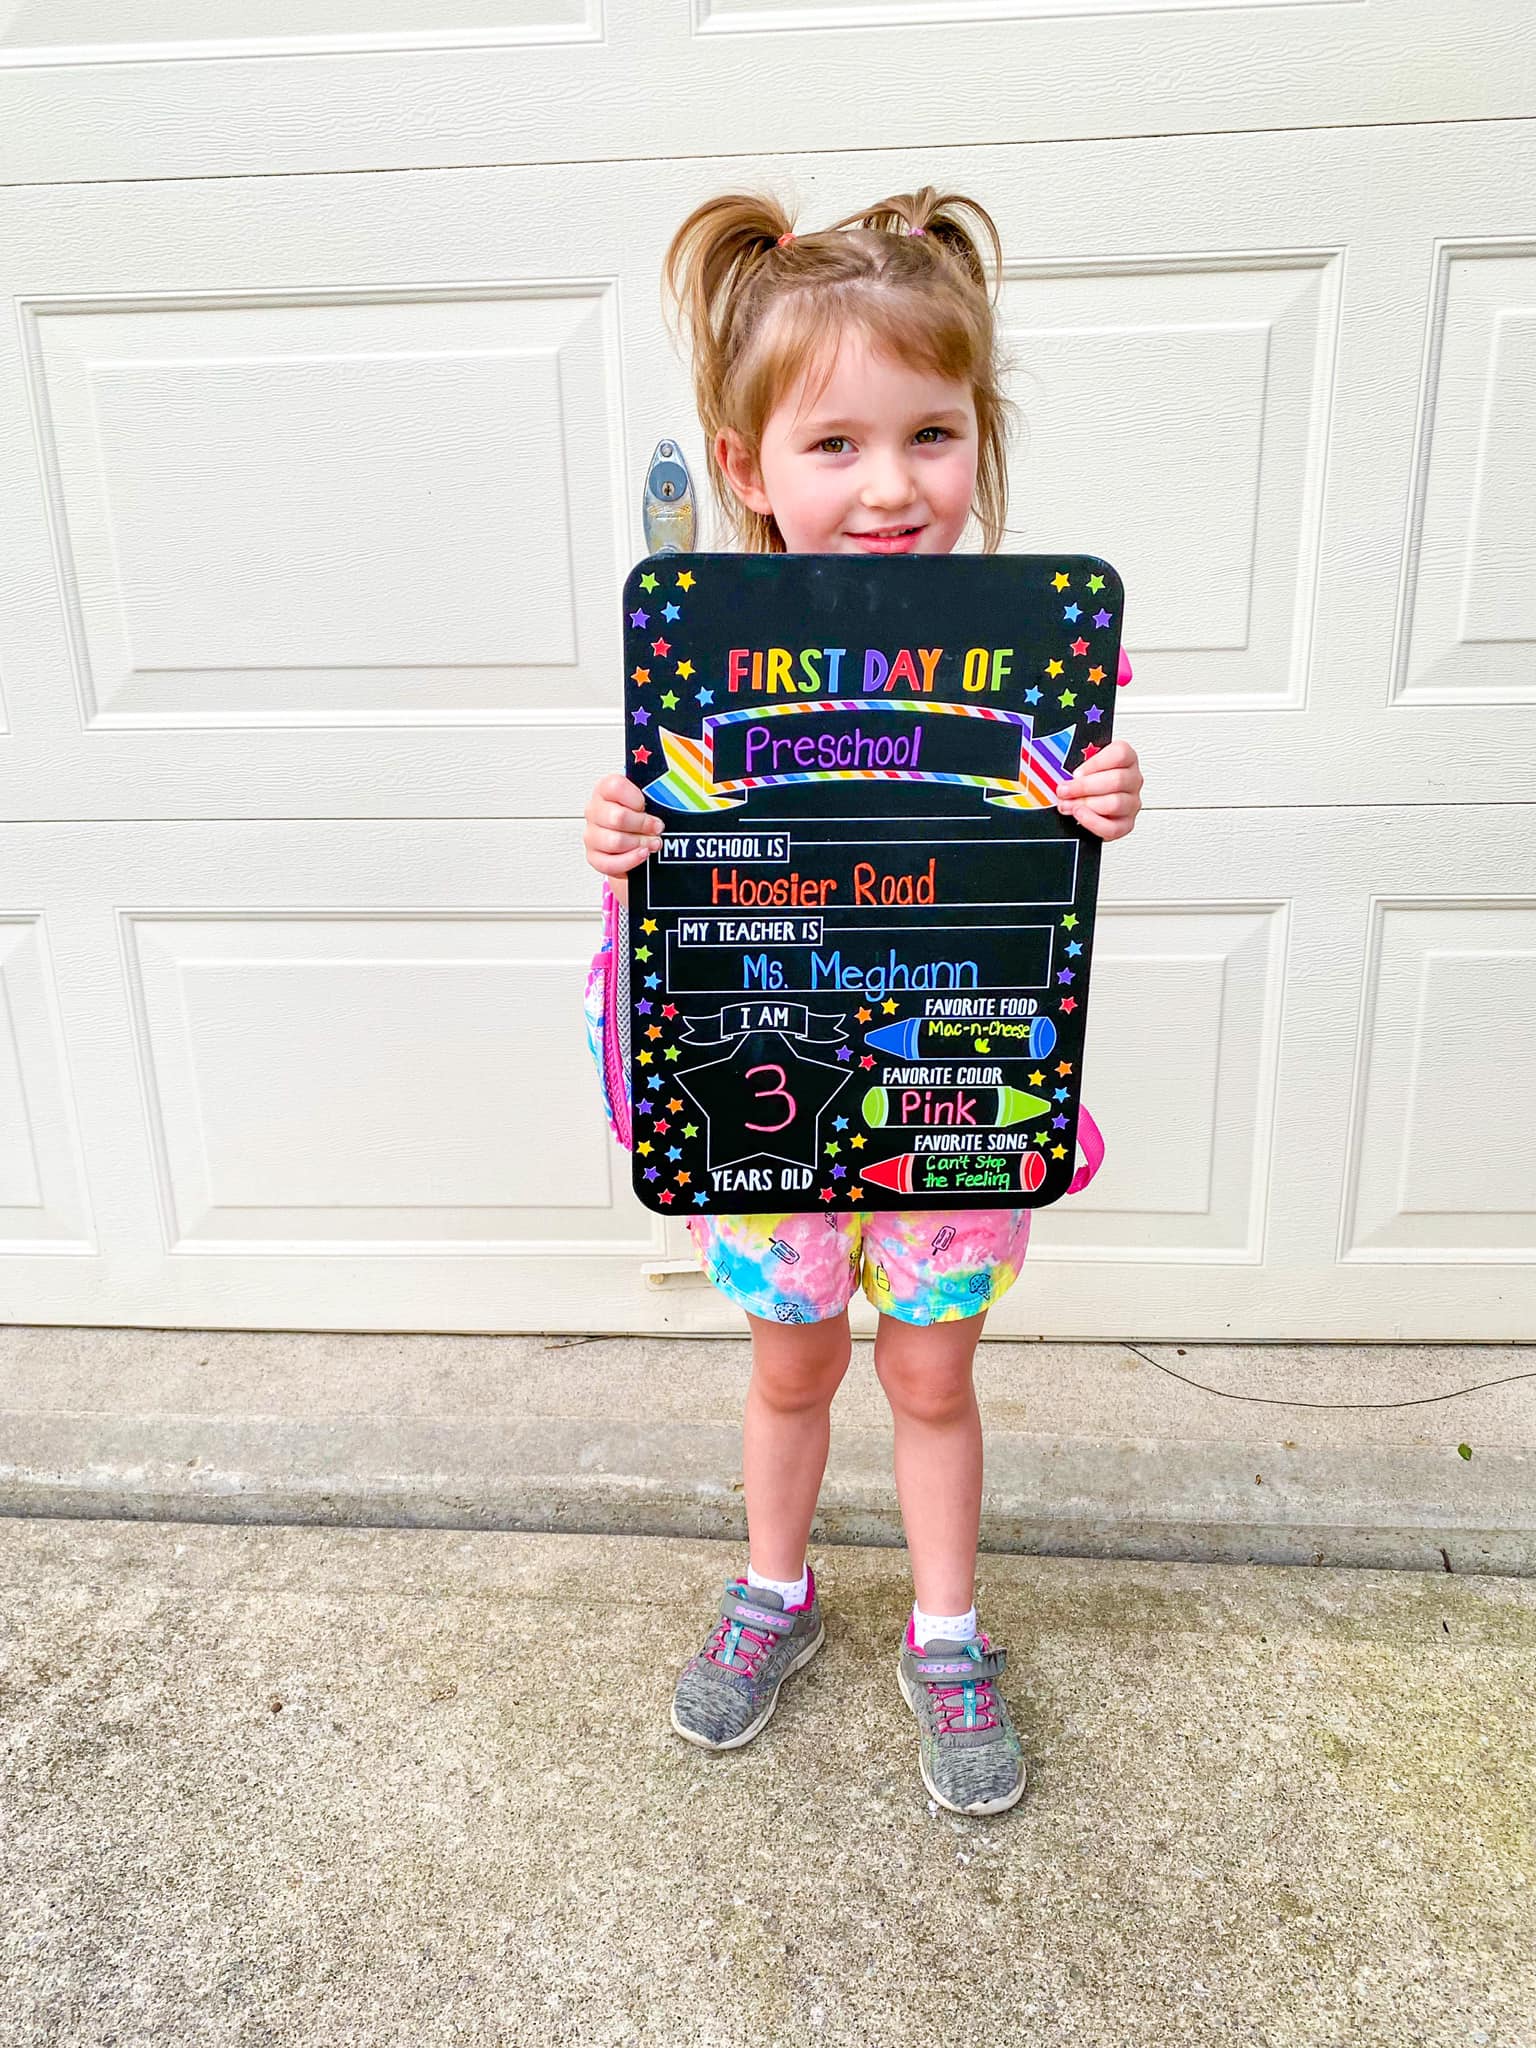 FIRST DAY OF
Preschool
MY SCHOOL IS
Hoosier Road
MY TEACHER IS
Ms. Meghann
I AM
3
YEARS OLD
FAVORITE FOOD
Mac-n-Cheese
FAVORITE COLOR
Pink
FAVORITE SONG
Can't Stop
the Feeling
SKECHERS
SKECHERS